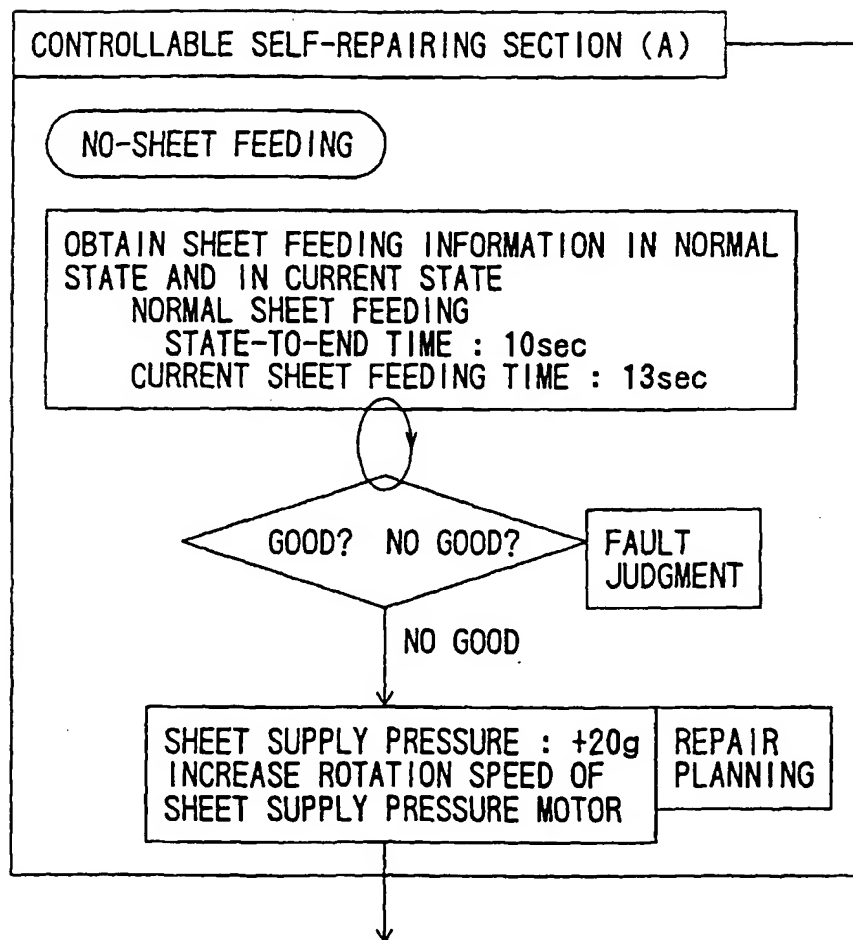 CONTROLLABLE SELF-REPAIRING SECTION (A)
NO-SHEET FEEDING
OBTAIN SHEET FEEDING INFORMATION IN NORMAL
STATE AND IN CURRENT STATE
NORMAL SHEET FEEDING
STATE-TO-END TIME : 10sec
CURRENT SHEET FEEDING TIME : 13sec
GOOD? NO GOOD?
FAULT
JUDGMENT
NO GOOD
SHEET SUPPLY PRESSURE : +20g
INCREASE ROTATION SPEED OF
SHEET SUPPLY PRESSURE MOTOR
REPAIR
PLANNING